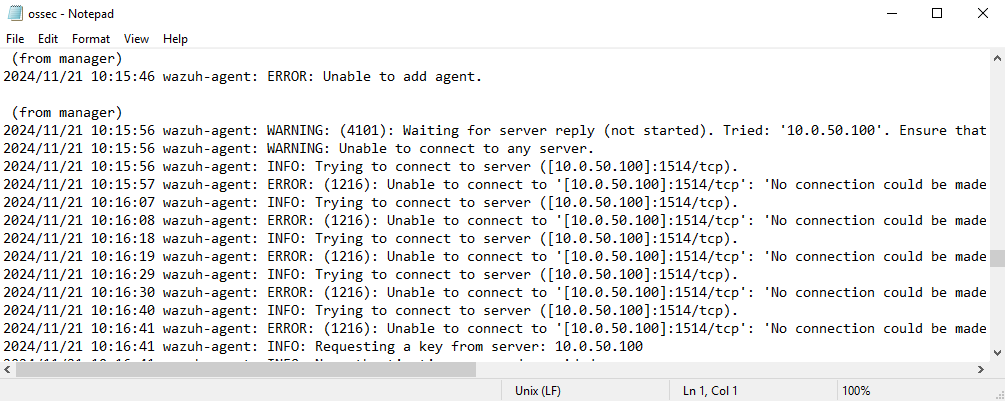 ossec - Notepad
File Edit Format View Help
(from manager)
2024/11/21 10:15:46 wazuh-agent: ERROR: Unable to add agent.
(from manager)
2024/11/21 10:15:56 wazuh-agent: WARNING: (4101): Waiting for server reply (not started). Tried: '10.0.50.100'. Ensure that
2024/11/21 10:15:56 wazuh-agent: WARNING: Unable to connect to any server.
2024/11/21 10:15:56 wazuh-agent: INFO: Trying to connect to server ([10.0.50.100]:1514/tcp).
2024/11/21 10:15:57 wazuh-agent: ERROR: (1216): Unable to connect to '[10.0.50.100]:1514/tcp': 'No connection could be made
2024/11/21 10:16:07 wazuh-agent: INFO: Trying to connect to server ([10.0.50.100]:1514/tcp).
2024/11/21 10:16:08 wazuh-agent: ERROR: (1216): Unable to connect to '[10.0.50.100]:1514/tcp': 'No connection could be made
2024/11/21 10:16:18 wazuh-agent: INFO: Trying to connect to server ([10.0.50.100]:1514/tcp).
2024/11/21 10:16:19 wazuh-agent: ERROR: (1216): Unable to connect to '[10.0.50.100]:1514/tcp': 'No connection could be made
2024/11/21 10:16:29 wazuh-agent: INFO: Trying to connect to server ([10.0.50.100]:1514/tcp).
2024/11/21 10:16:30 wazuh-agent: ERROR: (1216): Unable to connect to '[10.0.50.100]:1514/tcp': 'No connection could be made
2024/11/21 10:16:40 wazuh-agent: INFO: Trying to connect to server ([10.0.50.100]:1514/tcp).
2024/11/21 10:16:41 wazuh-agent: ERROR: (1216): Unable to connect to '[10.0.50.100]:1514/tcp': 'No connection could be made
2024/11/21 10:16:41 wazuh-agent: INFO: Requesting a key from server: 10.0.50.100
Unix (LF) Ln 1, Col 1 100%